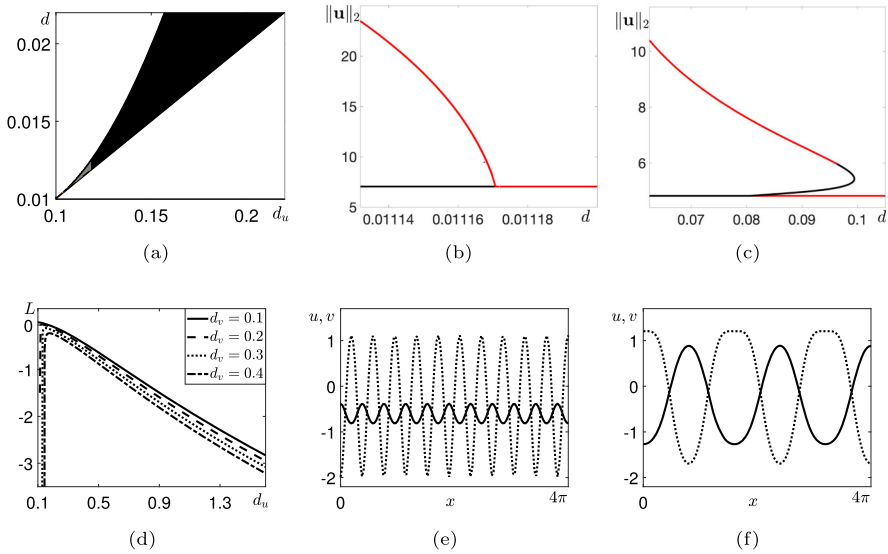 d
0.02
0.015
0.01
0.1
0.15
0.2
d_u
(a)
‖u‖₂
25
20
15
10
5
0.01114
0.01116
0.01118
d
(b)
‖u‖₂
10
8
6
0.07
0.08
0.09
0.1
d
(c)
L
0
-1
-2
-3
0.1
0.5
0.9
1.3
d_u
d_v = 0.1
d_v = 0.2
d_v = 0.3
d_v = 0.4
(d)
u, v
1
0
-1
-2
0
x
4π
(e)
u, v
1
0
-1
-2
0
x
4π
(f)